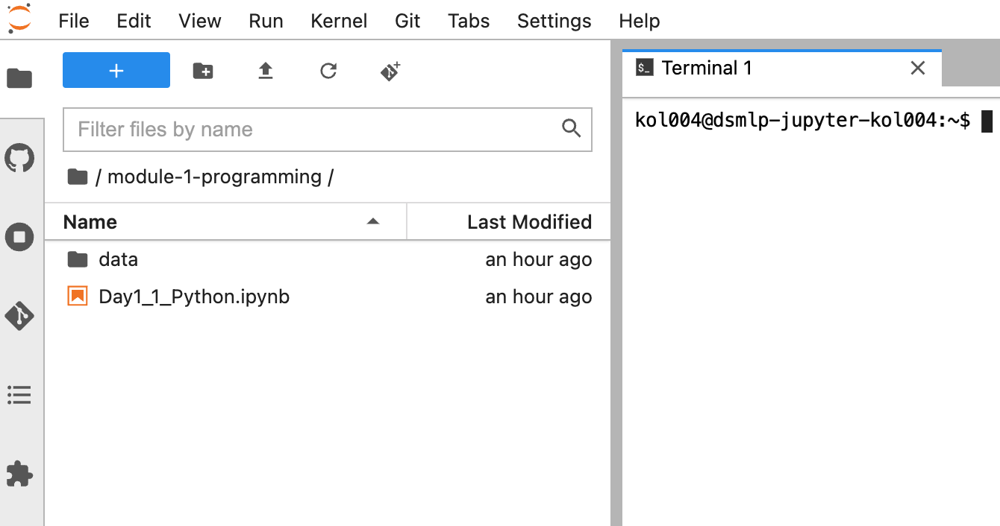 File Edit View Run Kernel Git Tabs Settings Help
+
Filter files by name
/ module-1-programming /
Name Last Modified
data an hour ago
Day1_1_Python.ipynb an hour ago
$_ Terminal 1
kol004@dsmlp-jupyter-kol004:~$